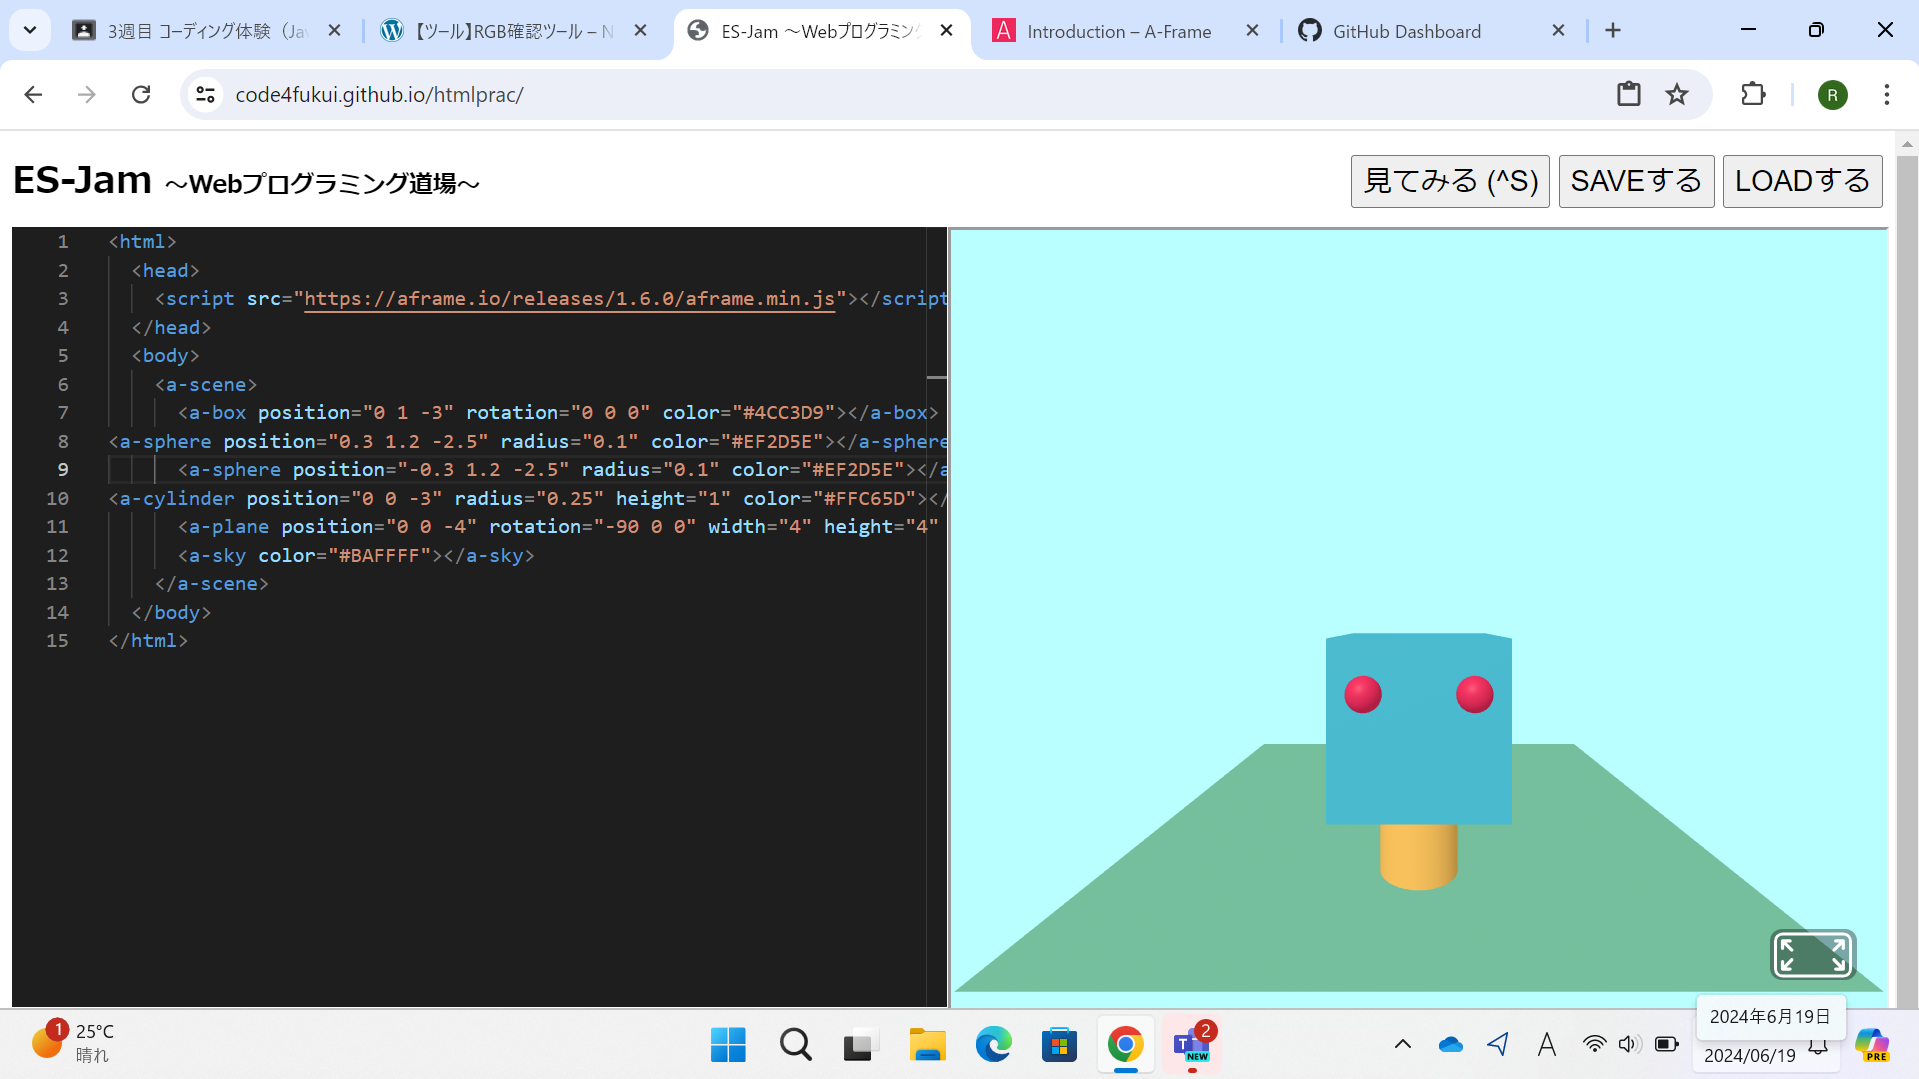 3週目 コーディング体験（Jav
【ツール】RGB確認ツール – N
ES-Jam ～Webプログラミング
Introduction – A-Frame
GitHub Dashboard
code4fukui.github.io/htmlprac/
R
ES-Jam ～Webプログラミング道場～
見てみる (^S)
SAVEする
LOADする
1 <html>
2 <head>
3 <script src="https://aframe.io/releases/1.6.0/aframe.min.js"></script
4 </head>
5 <body>
6 <a-scene>
7 <a-box position="0 1 -3" rotation="0 0 0" color="#4CC3D9"></a-box>
8 <a-sphere position="0.3 1.2 -2.5" radius="0.1" color="#EF2D5E"></a-sphere
9 <a-sphere position="-0.3 1.2 -2.5" radius="0.1" color="#EF2D5E"></a
10 <a-cylinder position="0 0 -3" radius="0.25" height="1" color="#FFC65D"></
11 <a-plane position="0 0 -4" rotation="-90 0 0" width="4" height="4"
12 <a-sky color="#BAFFFF"></a-sky>
13 </a-scene>
14 </body>
15 </html>
1
25°C
晴れ
T
2
NEW
A
2024年6月19日
2024/06/19
PRE